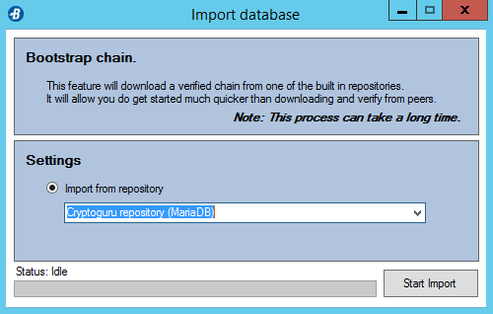 Import database
Bootstrap chain.
This feature will download a verified chain from one of the built in repositories.
It will allow you do get started much quicker than downloading and verify from peers.
Note: This process can take a long time.
Settings
Import from repository
Cryptoguru repository (MariaDB)
Status: Idle
Start Import